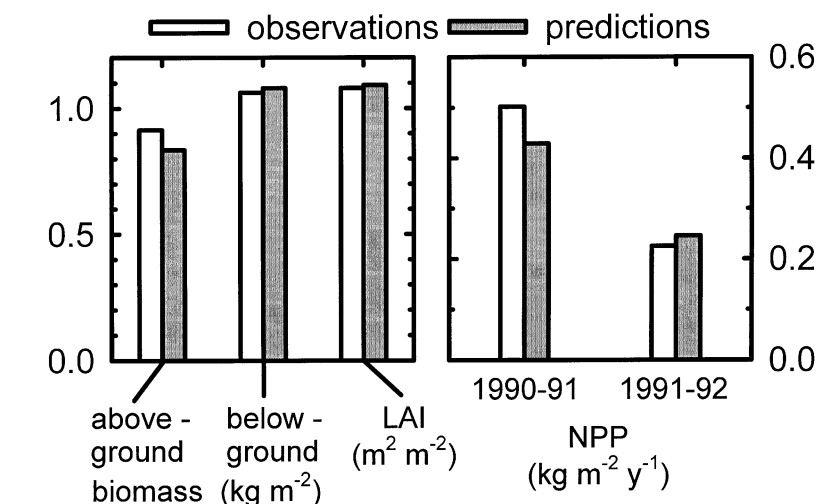 observations predictions
1.0
0.5
0.0
0.6
0.4
0.2
0.0
above - below - LAI
ground ground (m² m⁻²)
biomass (kg m⁻²)
1990-91 1991-92
NPP
(kg m⁻² y⁻¹)